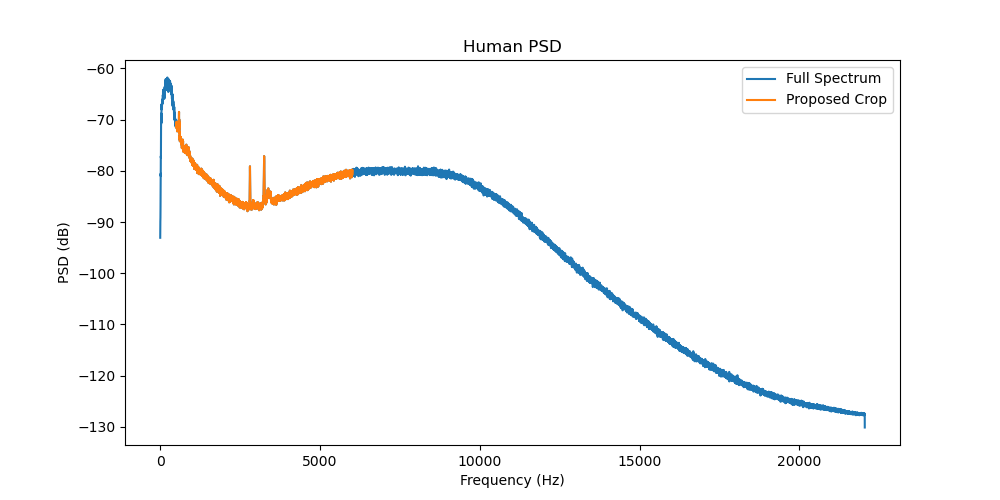 Human PSD
Full Spectrum
Proposed Crop
−60
−70
−80
−90
−100
−110
−120
−130
PSD (dB)
0
5000
10000
15000
20000
Frequency (Hz)